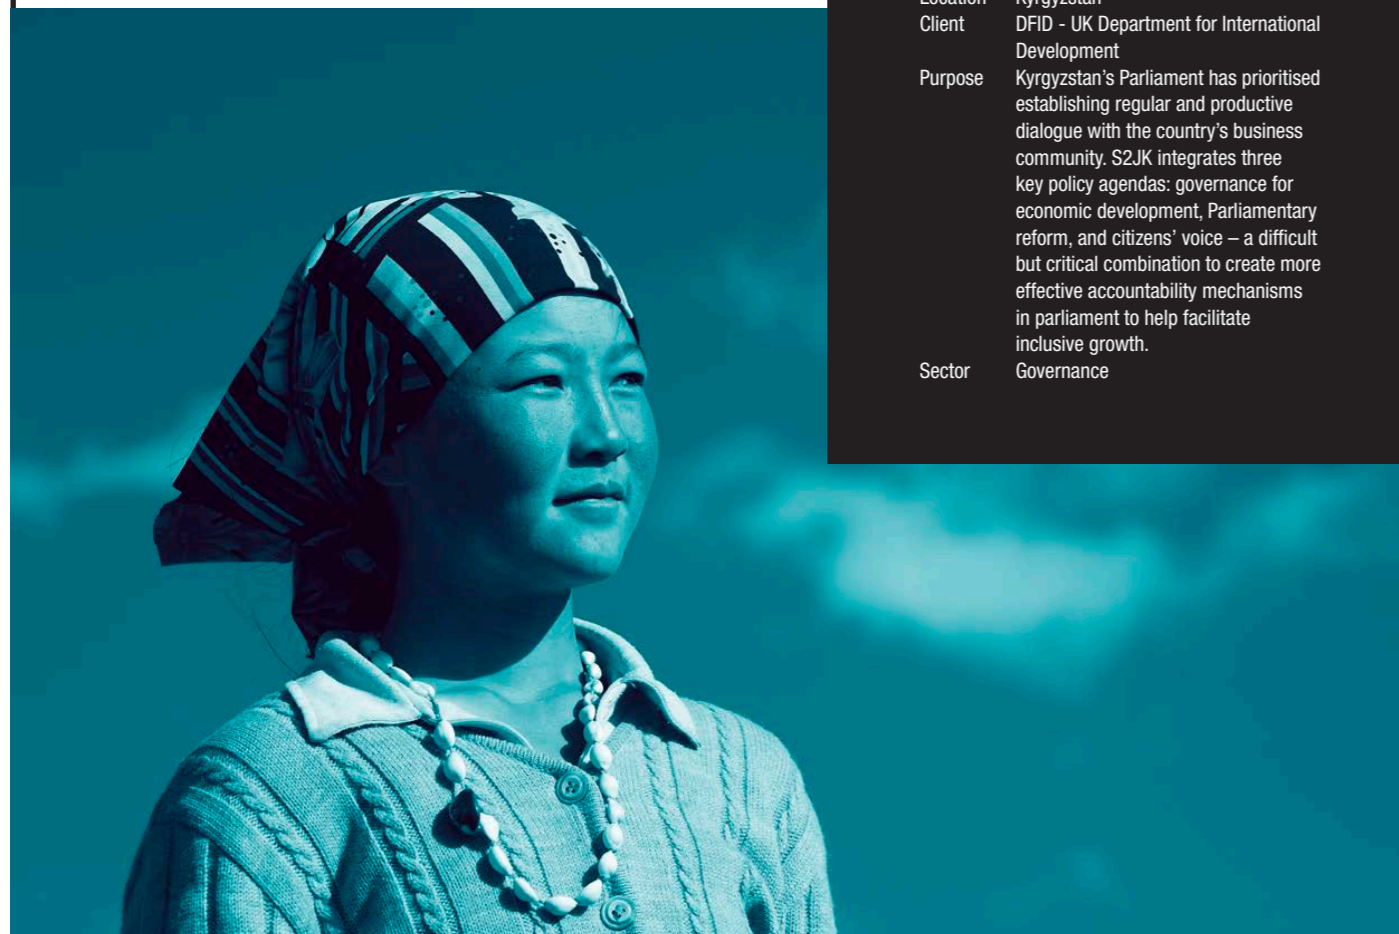 Location Kyrgyzstan
Client DFID - UK Department for International
Development
Purpose Kyrgyzstan’s Parliament has prioritised
establishing regular and productive
dialogue with the country’s business
community. S2JK integrates three
key policy agendas: governance for
economic development, Parliamentary
reform, and citizens’ voice – a difficult
but critical combination to create more
effective accountability mechanisms
in parliament to help facilitate
inclusive growth.
Sector Governance